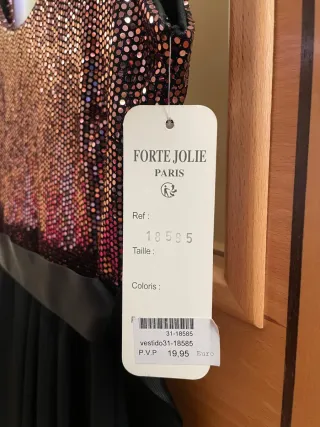 FORTE JOLIE
PARIS
Ref :
18585
Taille :
Coloris :
P
31-18585
vestido31-18585
P.V.P 19,95 Euro